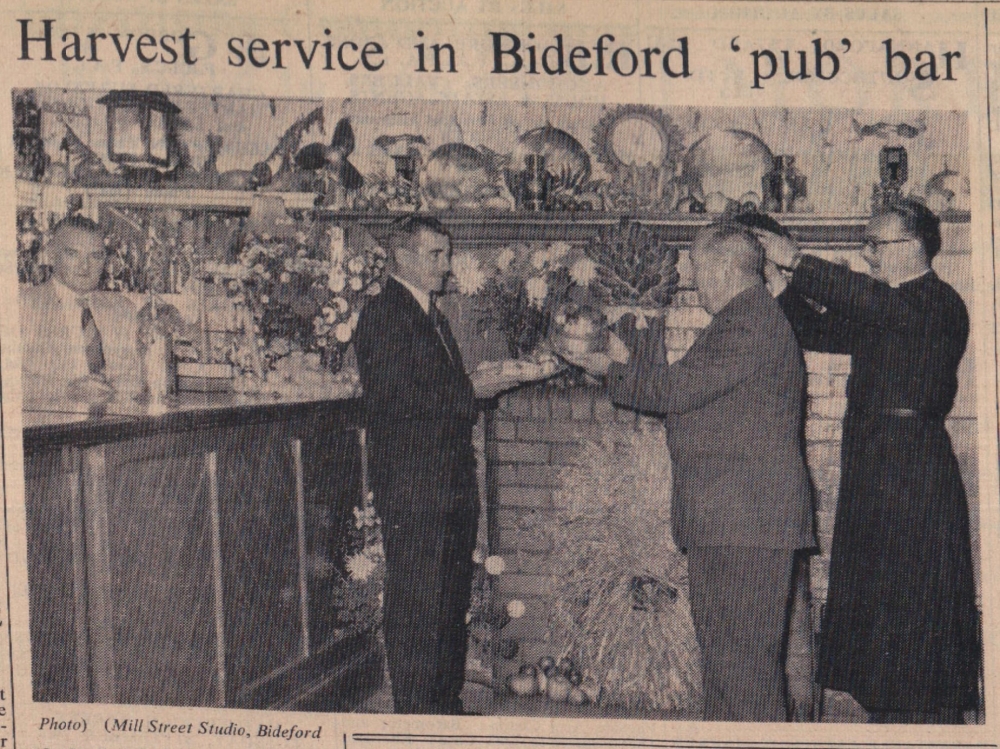 Harvest service in Bideford ‘pub’ bar
Photo) (Mill Street Studio, Bideford